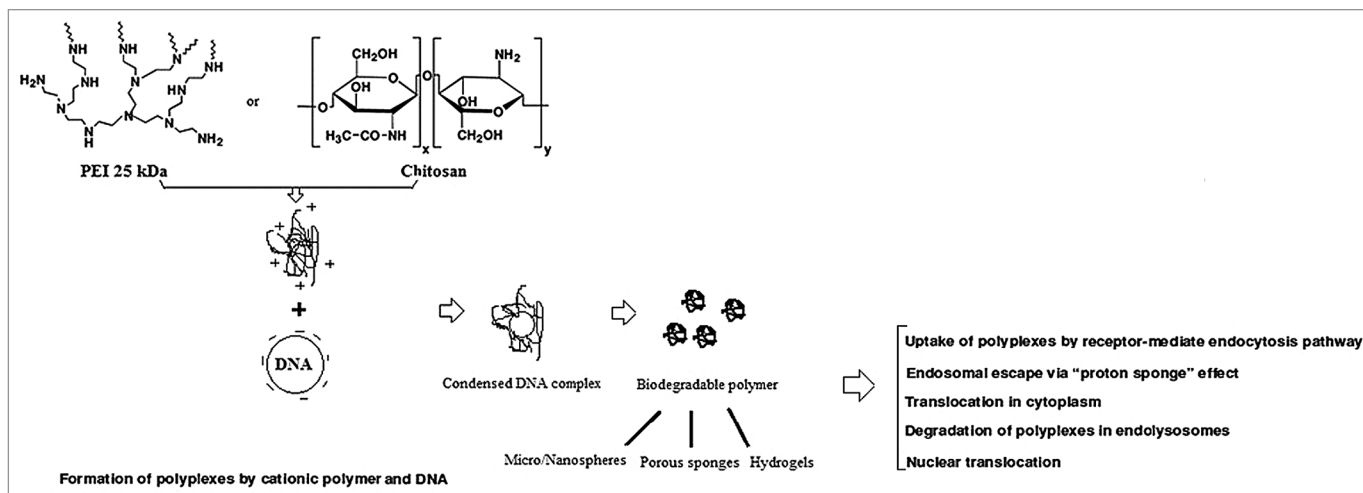 NH
NH
N
NH
H₂N
NH
N
HN
N
N
N
N
H
NH₂
or
CH₂OH
O
OH
O
H₃C-CO-NH
x
O
NH₂
OH
O
CH₂OH
y
PEI 25 kDa
Chitosan
+
+
+
+
+
+
DNA
Condensed DNA complex
Biodegradable polymer
Micro/Nanospheres
Porous sponges
Hydrogels
Uptake of polyplexes by receptor-mediate endocytosis pathway
Endosomal escape via “proton sponge” effect
Translocation in cytoplasm
Degradation of polyplexes in endolysosomes
Nuclear translocation
Formation of polyplexes by cationic polymer and DNA